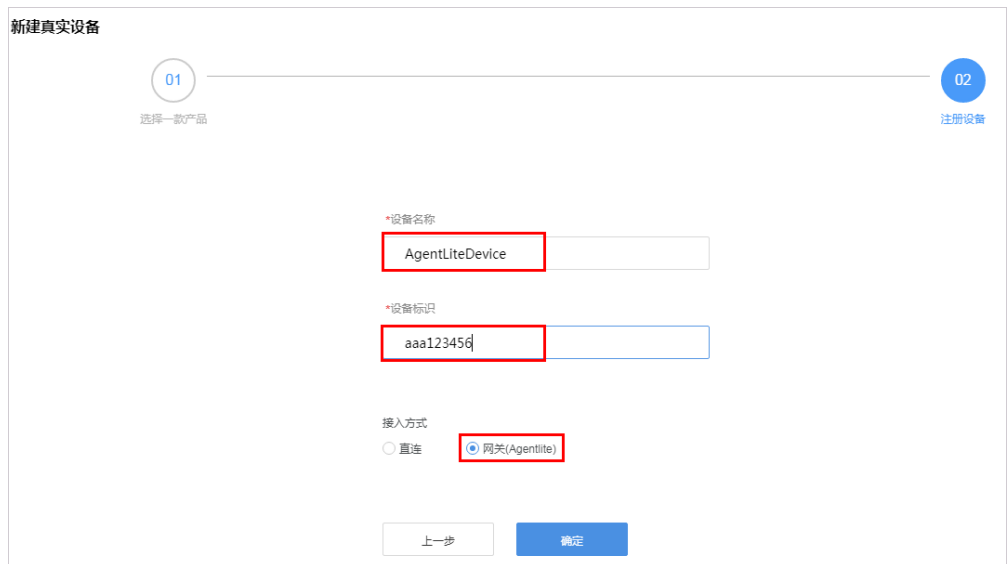 新建真实设备
01
02
选择一款产品
注册设备
*设备名称
AgentLiteDevice
*设备标识
aaa123456
接入方式
直连
网关(Agentlite)
上一步
确定